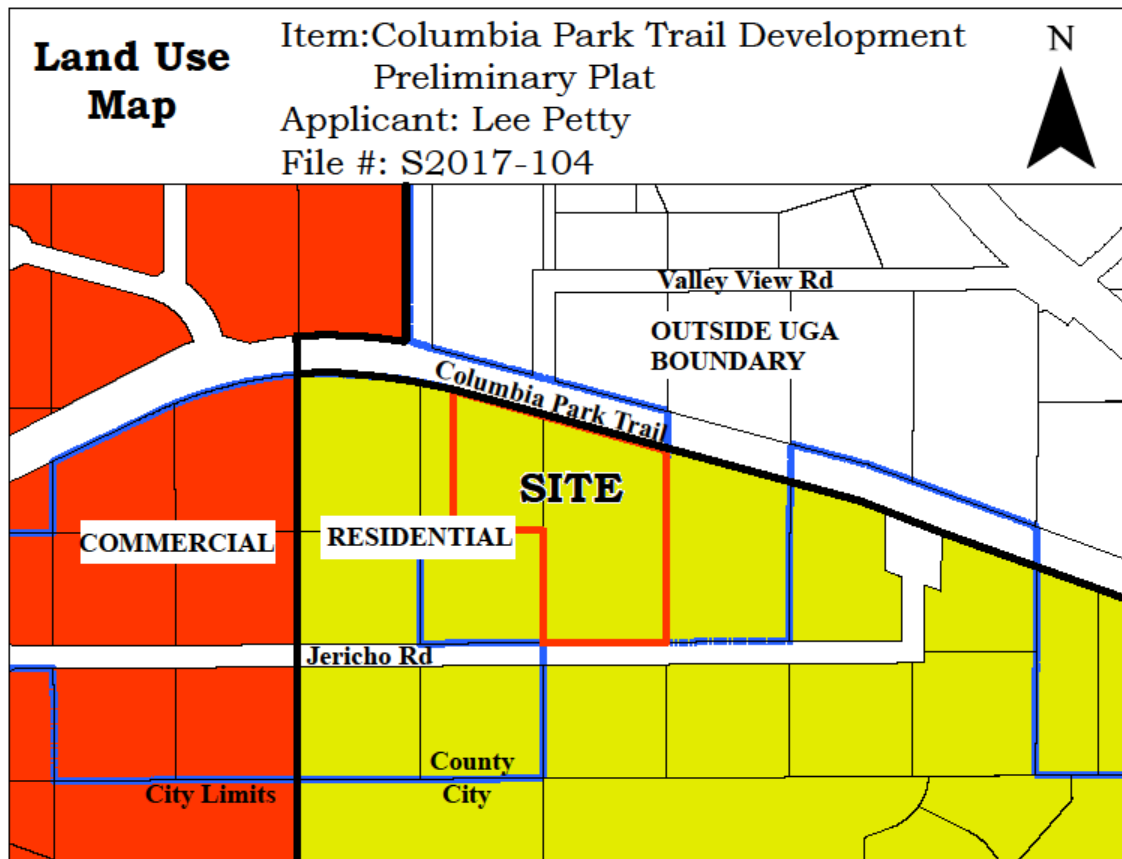 Land Use
Map
Item:Columbia Park Trail Development
Preliminary Plat
Applicant: Lee Petty
File #: S2017-104
N
Valley View Rd
OUTSIDE UGA
BOUNDARY
Columbia Park Trail
SITE
COMMERCIAL
RESIDENTIAL
Jericho Rd
County
City Limits
City